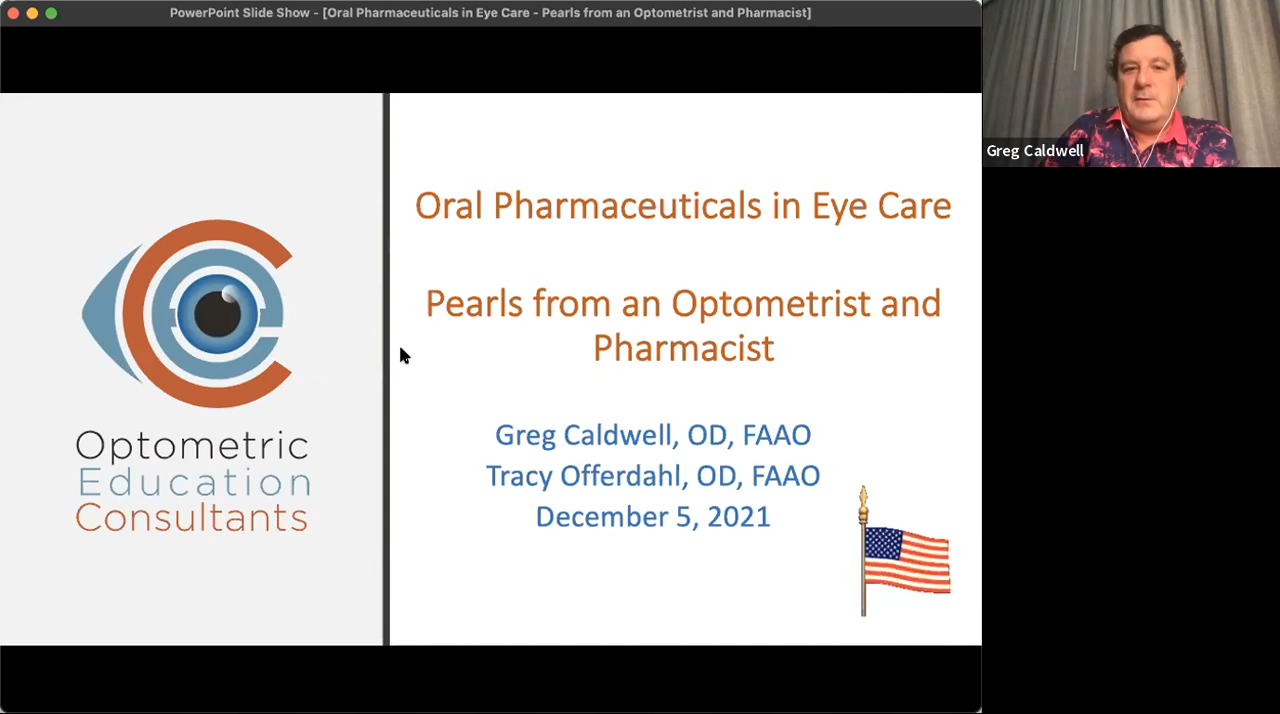 PowerPoint Slide Show - [Oral Pharmaceuticals in Eye Care - Pearls from an Optometrist and Pharmacist]
Greg Caldwell
Oral Pharmaceuticals in Eye Care
Pearls from an Optometrist and
Pharmacist
Greg Caldwell, OD, FAAO
Tracy Offerdahl, OD, FAAO
December 5, 2021
Optometric
Education
Consultants